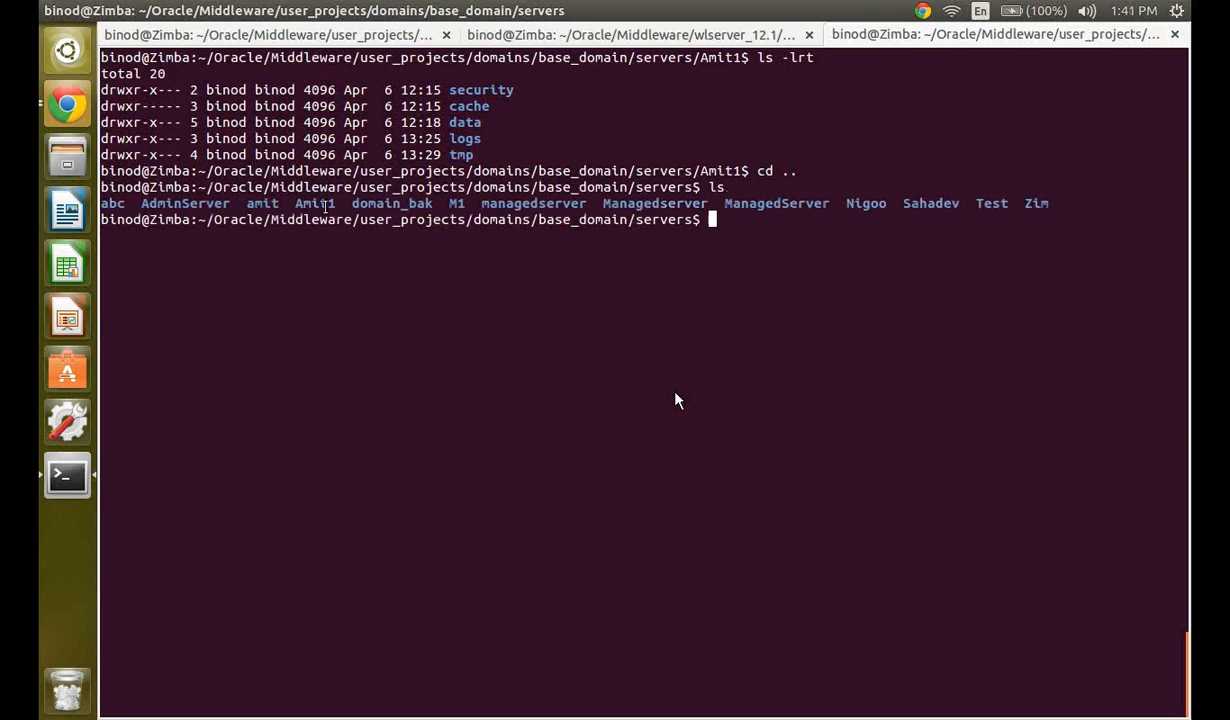 binod@Zimba: ~/Oracle/Middleware/user_projects/domains/base_domain/servers
En (100%) 1:41 PM
binod@Zimba: ~/Oracle/Middleware/user_projects/... × binod@Zimba: ~/Oracle/Middleware/wlserver_12.1/... × binod@Zimba: ~/Oracle/Middleware/user_projects/... ×
binod@Zimba:~/Oracle/Middleware/user_projects/domains/base_domain/servers/Amit1$ ls -lrt
total 20
drwxr-x--- 2 binod binod 4096 Apr  6 12:15 security
drwxr----- 3 binod binod 4096 Apr  6 12:15 cache
drwxr-x--- 5 binod binod 4096 Apr  6 12:18 data
drwxr-x--- 3 binod binod 4096 Apr  6 13:25 logs
drwxr-x--- 4 binod binod 4096 Apr  6 13:29 tmp
binod@Zimba:~/Oracle/Middleware/user_projects/domains/base_domain/servers/Amit1$ cd ..
binod@Zimba:~/Oracle/Middleware/user_projects/domains/base_domain/servers$ ls
abc  AdminServer  amit  Amit1  domain_bak  M1  managedserver  Managedserver  ManagedServer  Nigoo  Sahadev  Test  Zim
binod@Zimba:~/Oracle/Middleware/user_projects/domains/base_domain/servers$